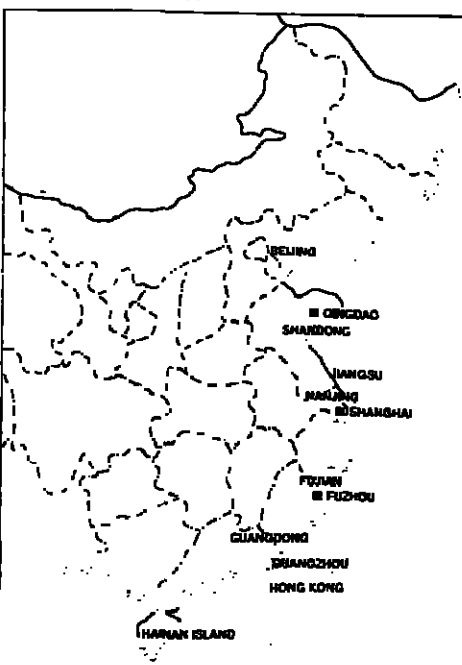 BEIJING
QINGDAO
SHANDONG
JIANGSU
NANJING
SHANGHAI
FUJIAN
FUZHOU
GUANGDONG
GUANGZHOU
HONG KONG
HAINAN ISLAND